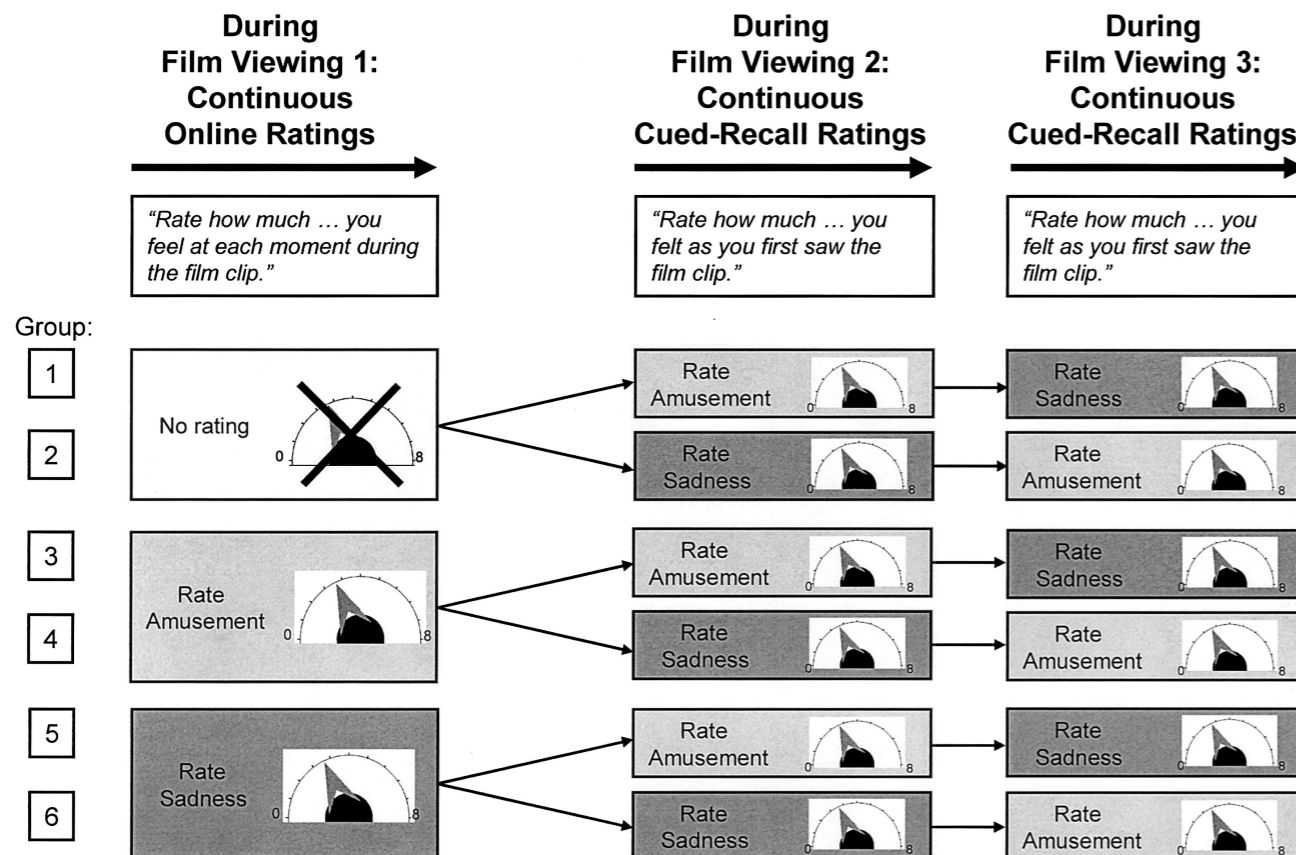 During
Film Viewing 1:
Continuous
Online Ratings
During
Film Viewing 2:
Continuous
Cued-Recall Ratings
During
Film Viewing 3:
Continuous
Cued-Recall Ratings
“Rate how much … you
feel at each moment during
the film clip.”
“Rate how much … you
felt as you first saw the
film clip.”
“Rate how much … you
felt as you first saw the
film clip.”
Group:
1
2
No rating
0 8
Rate
Amusement
0 8
Rate
Sadness
0 8
Rate
Sadness
0 8
Rate
Amusement
0 8
3
4
Rate
Amusement
0 8
Rate
Amusement
0 8
Rate
Sadness
0 8
Rate
Sadness
0 8
Rate
Amusement
0 8
5
6
Rate
Sadness
0 8
Rate
Amusement
0 8
Rate
Sadness
0 8
Rate
Sadness
0 8
Rate
Amusement
0 8